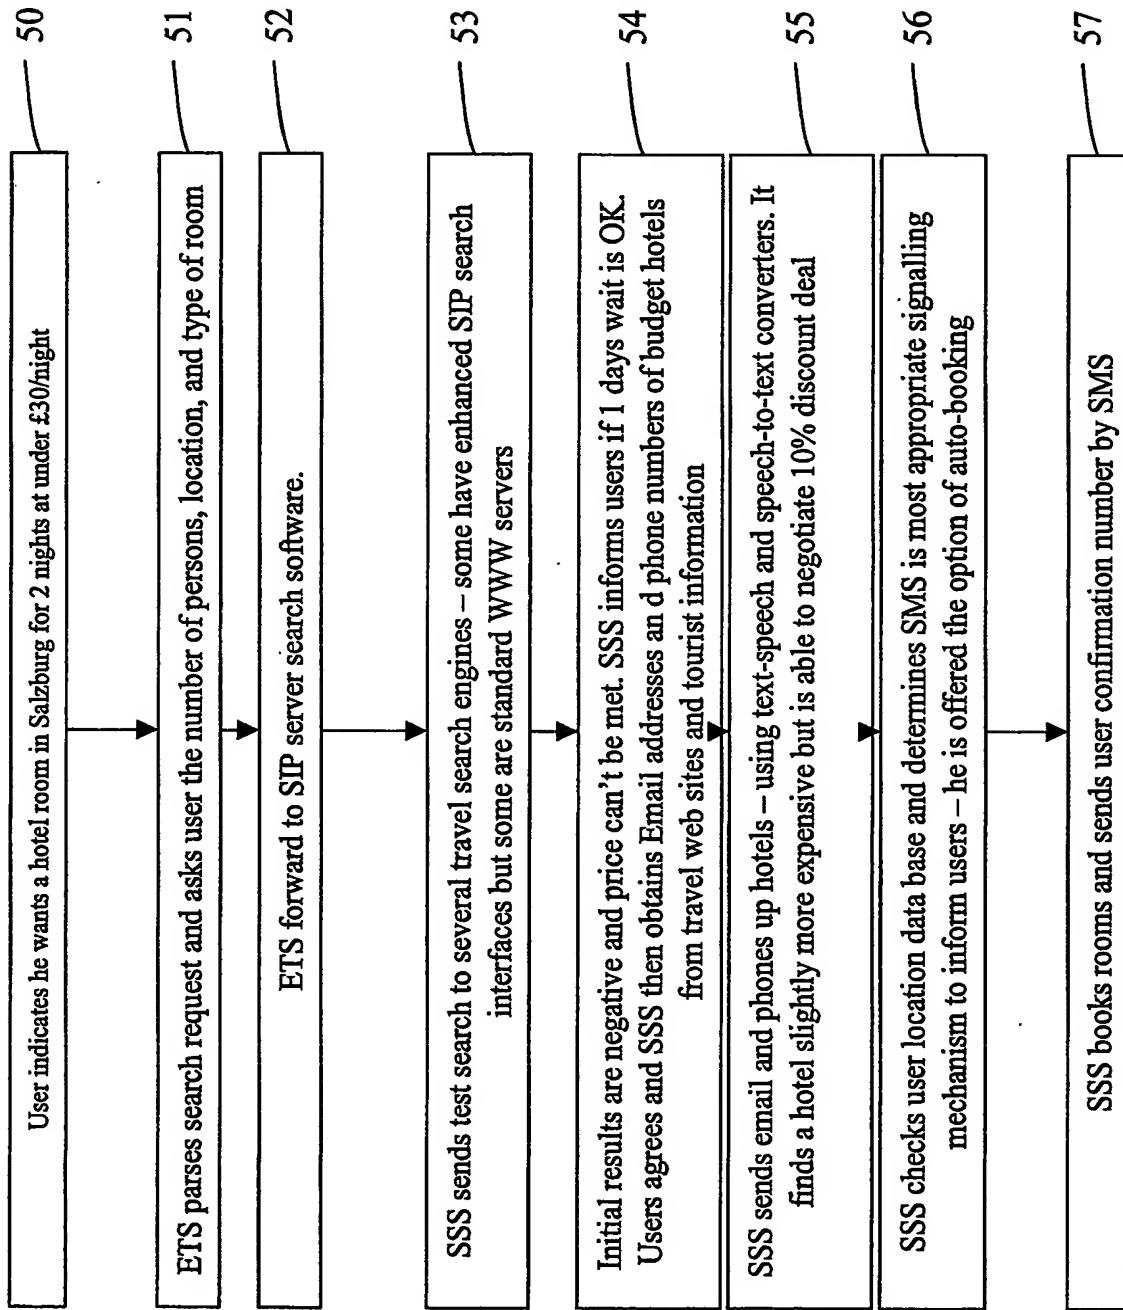 User indicates he wants a hotel room in Salzburg for 2 nights at under £30/night
50
ETS parses search request and asks user the number of persons, location, and type of room
51
ETS forward to SIP server search software.
52
SSS sends test search to several travel search engines – some have enhanced SIP search
interfaces but some are standard WWW servers
53
Initial results are negative and price can't be met. SSS informs users if 1 days wait is OK.
Users agrees and SSS then obtains Email addresses an d phone numbers of budget hotels
from travel web sites and tourist information
54
SSS sends email and phones up hotels – using text-speech and speech-to-text converters. It
finds a hotel slightly more expensive but is able to negotiate 10% discount deal
55
SSS checks user location data base and determines SMS is most appropriate signalling
mechanism to inform users – he is offered the option of auto-booking
56
SSS books rooms and sends user confirmation number by SMS
57